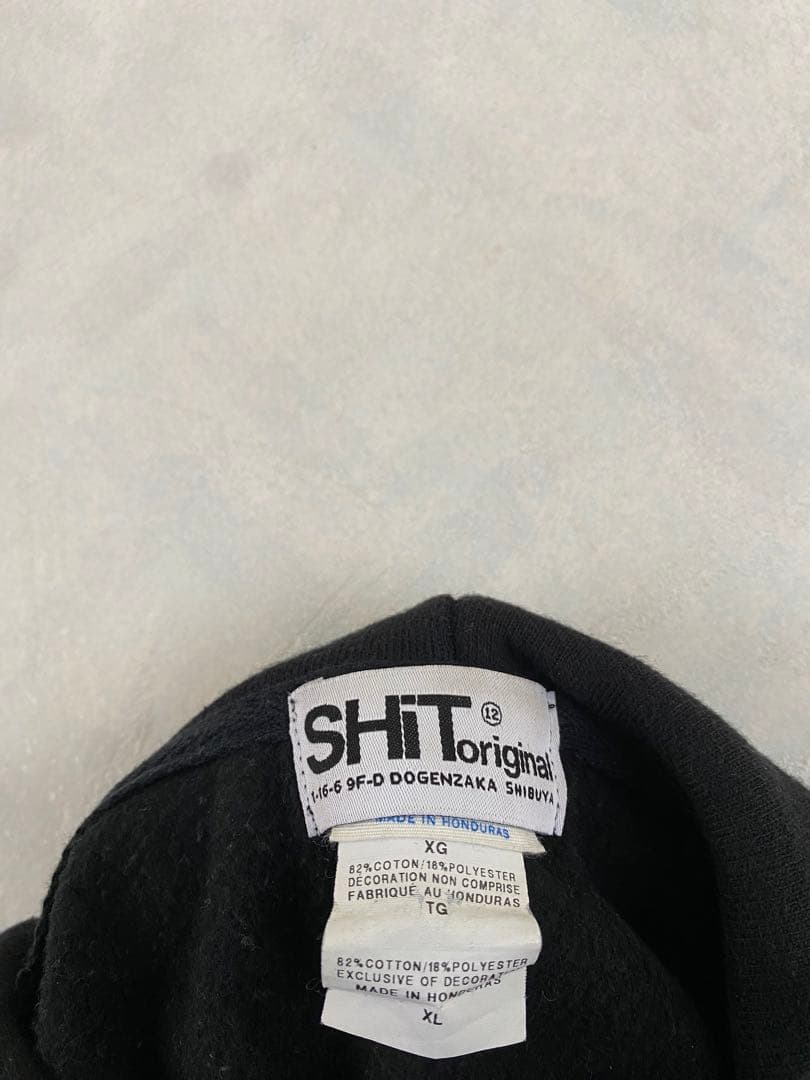 SHiT 12
original
1-16-6 9F-D DOGENZAKA SHIBUYA
MADE IN HONDURAS
XG
82%COTON/18%POLYESTER
DÉCORATION NON COMPRISE
FABRIQUÉ AU HONDURAS
TG
82%COTTON/18%POLYESTER
EXCLUSIVE OF
MADE IN HONDURAS
XL